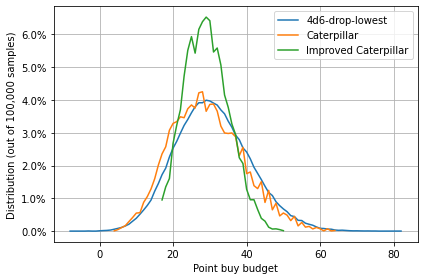 4d6-drop-lowest
Caterpillar
Improved Caterpillar
6.0%
5.0%
4.0%
3.0%
2.0%
1.0%
0.0%
Distribution (out of 100,000 samples)
0 20 40 60 80
Point buy budget